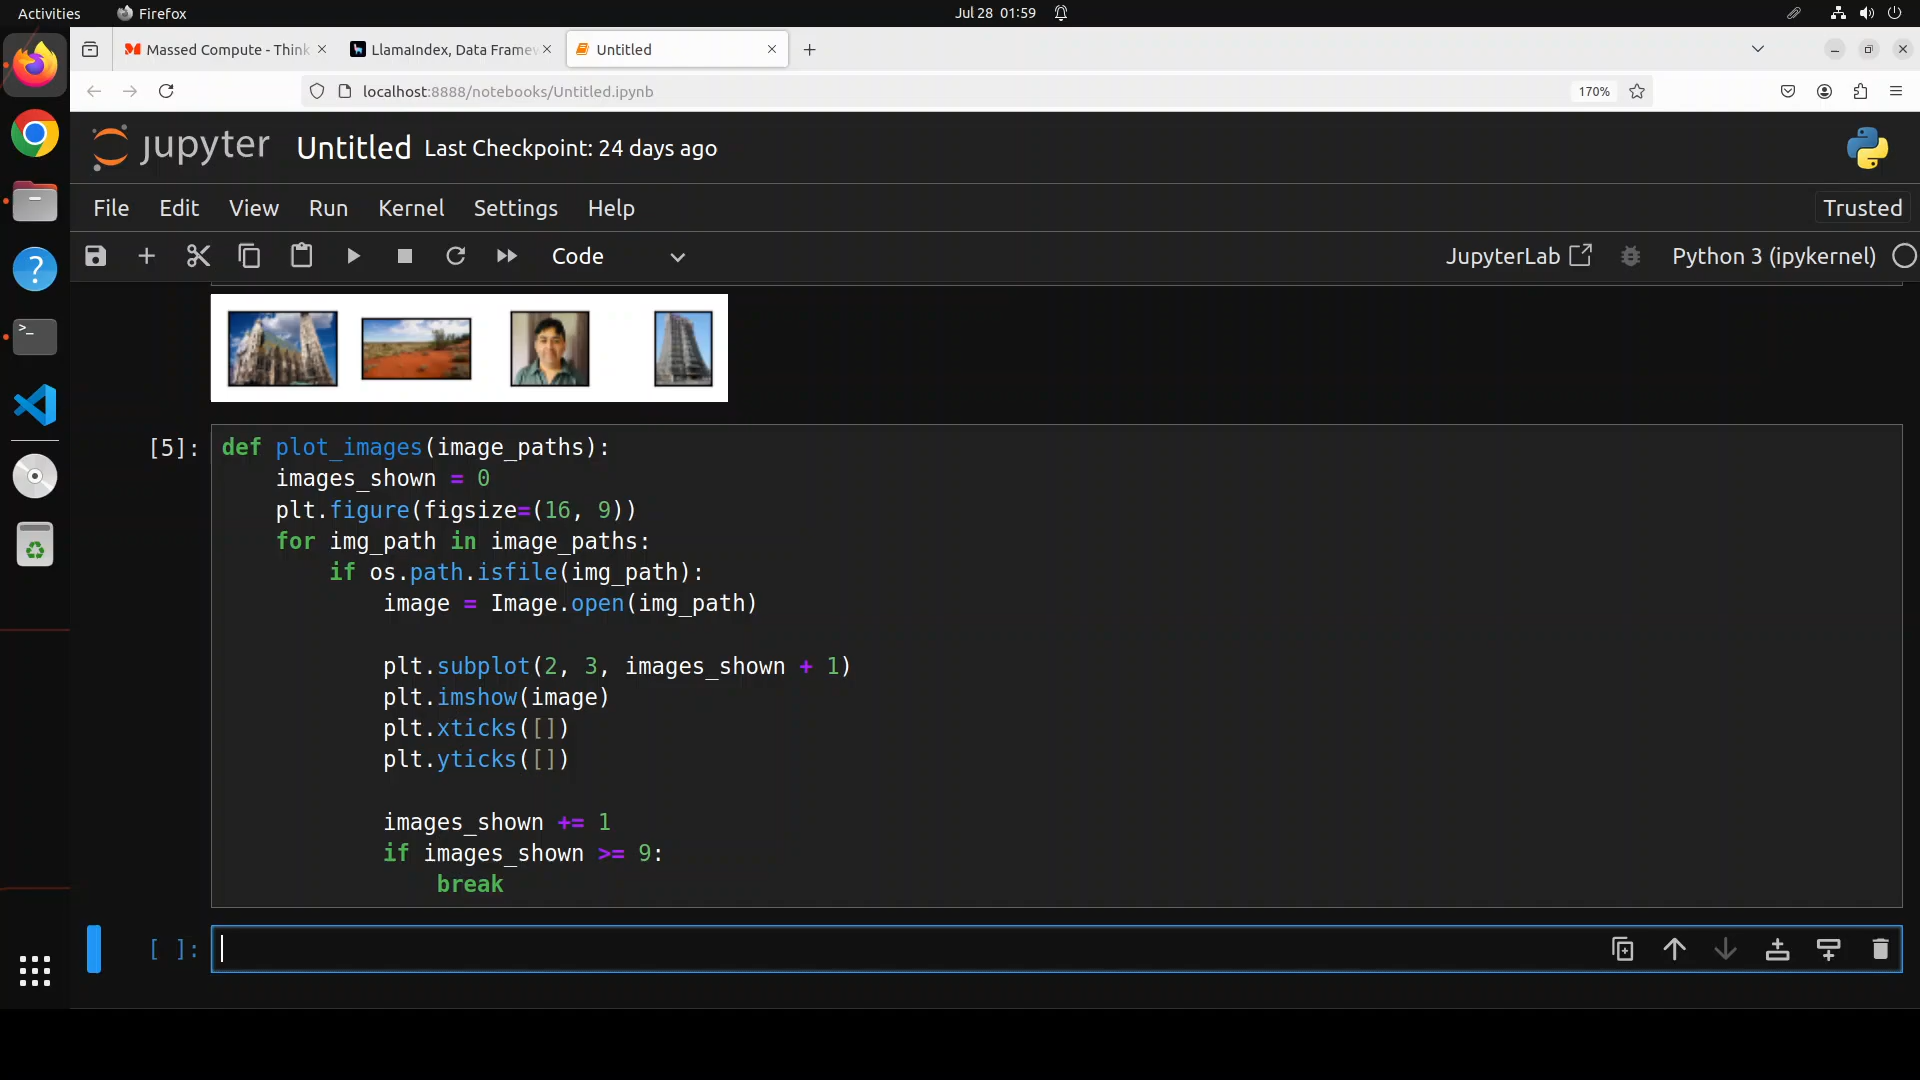 Activities Firefox Jul 28 01:59
Massed Compute - Think LlamaIndex, Data Framew Untitled
localhost:8888/notebooks/Untitled.ipynb 170%
jupyter Untitled Last Checkpoint: 24 days ago
File Edit View Run Kernel Settings Help Trusted
Code JupyterLab Python 3 (ipykernel)
[5]: def plot_images(image_paths):
    images_shown = 0
    plt.figure(figsize=(16, 9))
    for img_path in image_paths:
        if os.path.isfile(img_path):
            image = Image.open(img_path)
            plt.subplot(2, 3, images_shown + 1)
            plt.imshow(image)
            plt.xticks([])
            plt.yticks([])
            images_shown += 1
            if images_shown >= 9:
                break
[ ]: